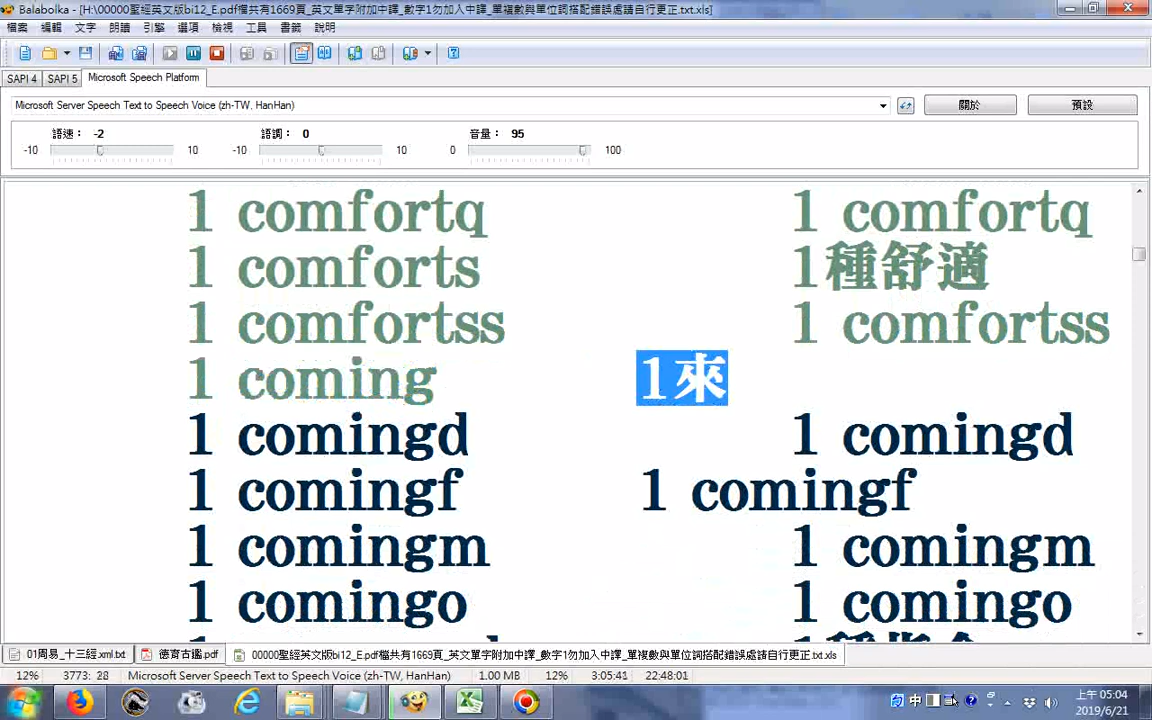 Balabolka - [H:\00000聖經英文版bi12_E.pdf檔共有1669頁_英文單字附加中譯_數字1勿加入中譯_單複數與單位詞搭配錯誤處請自行更正.txt.xls]
檔案 編輯 文字 朗讀 引擎 選項 檢視 工具 書籤 說明
SAPI 4 SAPI 5 Microsoft Speech Platform
Microsoft Server Speech Text to Speech Voice (zh-TW, HanHan) 關於 預設
語速： -2 語調： 0 音量： 95
-10 10 -10 10 0 100
1 comfortq 1 comfortq
1 comforts 1種舒適
1 comfortss 1 comfortss
1 coming 1來
1 comingd 1 comingd
1 comingf 1 comingf
1 comingm 1 comingm
1 comingo 1 comingo
01周易_十三經.xml.txt 德育古鑑.pdf 00000聖經英文版bi12_E.pdf檔共有1669頁_英文單字附加中譯_數字1勿加入中譯_單複數與單位詞搭配錯誤處請自行更正.txt.xls
12% 3773: 28 Microsoft Server Speech Text to Speech Voice (zh-TW, HanHan) 1.00 MB 12% 3:05:41 22:48:01
中 上午 05:04
2019/6/21